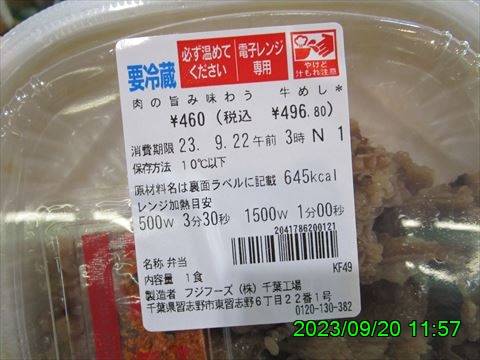 要冷蔵
必ず温めて
ください
電子レンジ
専用
やけど
汁もれ注意
肉の旨み味わう 牛めし*
¥460(税込 ¥496.80)
消費期限 23. 9.22午前 3時 N 1
保存方法 10℃以下
原材料名は裏面ラベルに記載 645kcal
レンジ加熱目安
500W 3分30秒 1500W 1分00秒
2041786200121
名称 弁当
内容量 1食
KF49
製造者 フジフーズ(株)千葉工場
千葉県習志野市東習志野6丁目22番1号
0120-130-382
2023/09/20 11:57